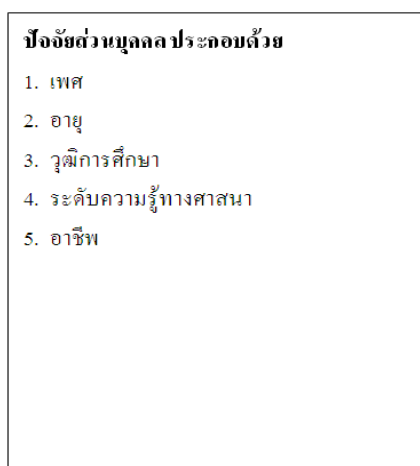 ปัจจัยส่วนบุคคล ประกอบด้วย
1. เพศ
2. อายุ
3. วุฒิการศึกษา
4. ระดับความรู้ทางศาสนา
5. อาชีพ